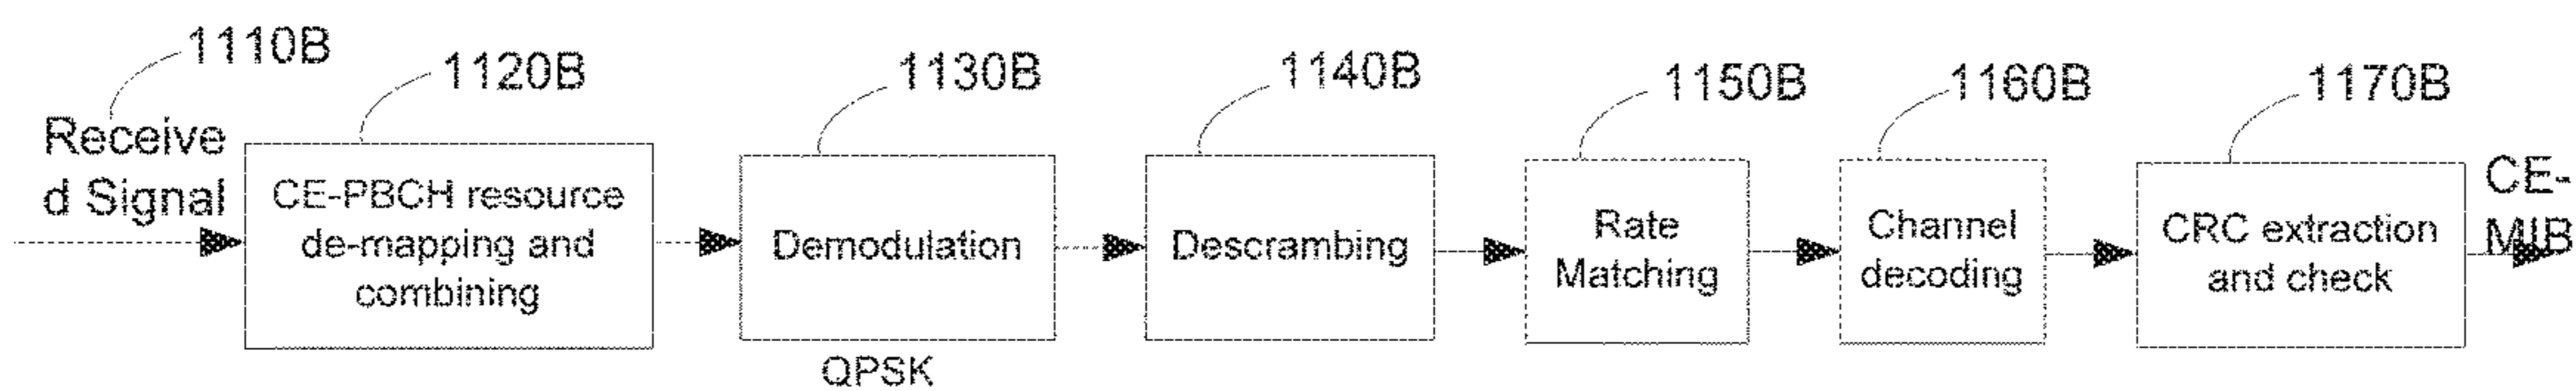 1110B
1120B
1130B
1140B
1150B
1160B
1170B
Receive
d Signal
CE-PBCH resource
de-mapping and
combining
Demodulation
QPSK
Descrambing
Rate
Matching
Channel
decoding
CRC extraction
and check
CE-
MIB